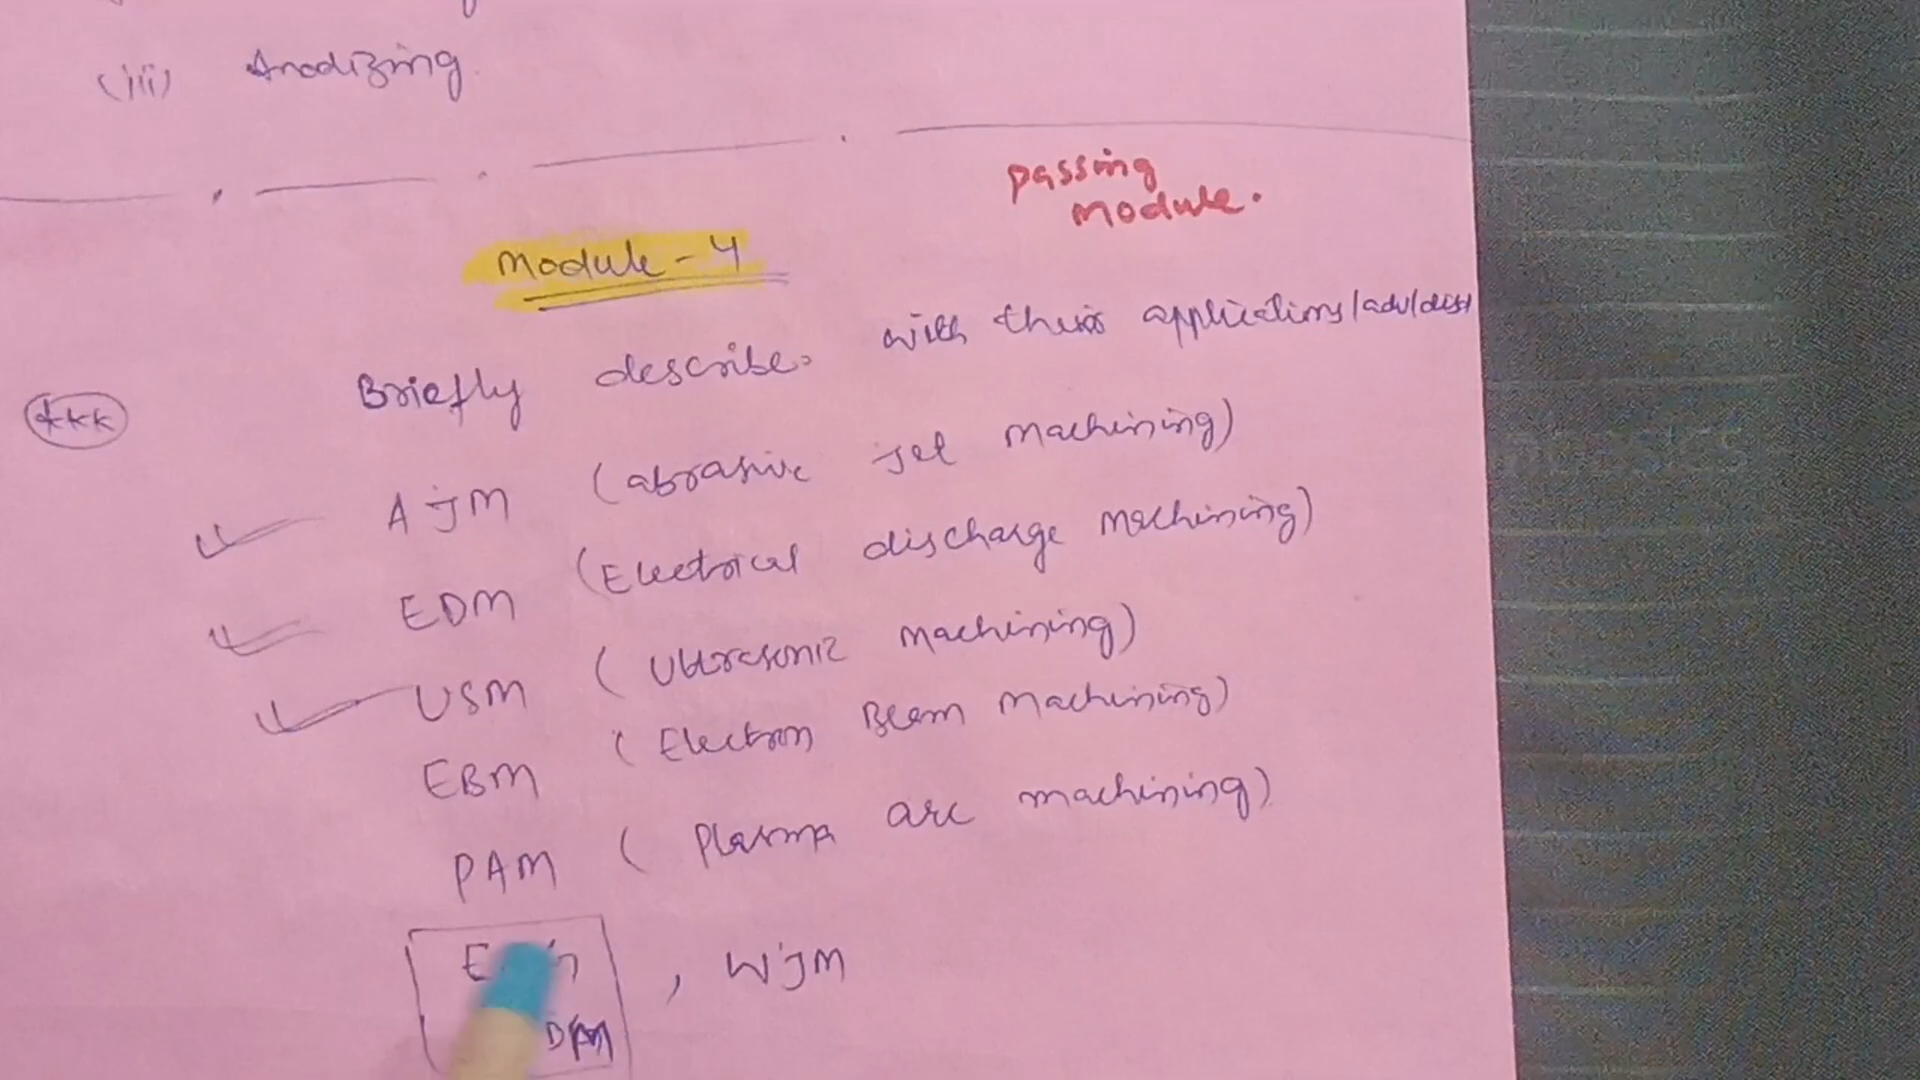 (iii) Anodizing
passing
module.
Module - 4
Briefly describe with their applications/adv/dist
***
AJM (abrasive jet machining)
EDM (Electrical discharge machining)
USM (Ultrasonic machining)
EBM (Electron Beam machining)
PAM (Plasma arc machining)
, WJM